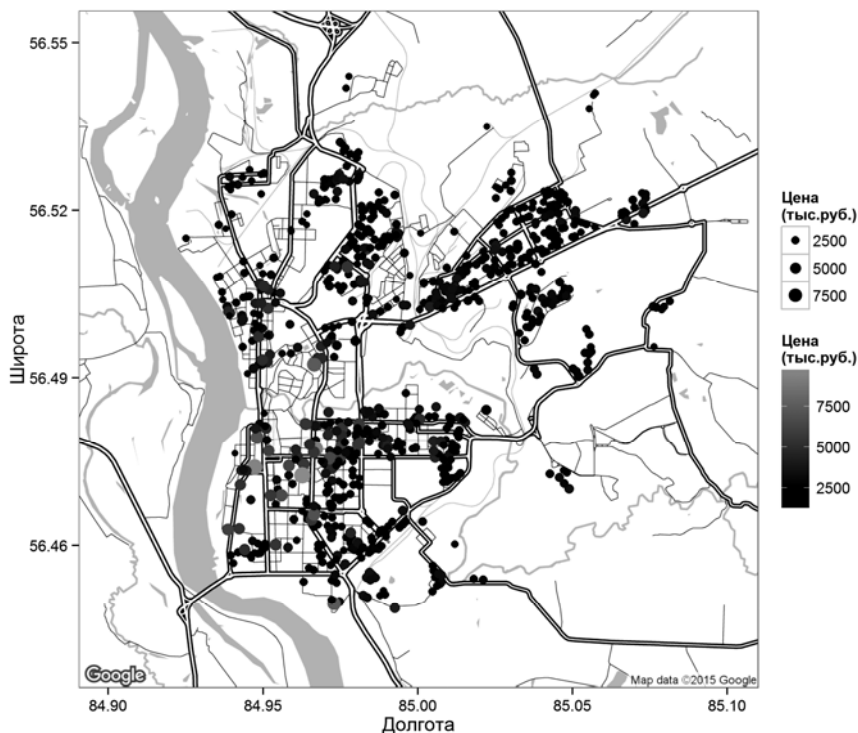 56.55
56.52
56.49
56.46
Широта
84.90
84.95
85.00
85.05
85.10
Долгота
Google
Map data ©2015 Google
Цена
(тыс.руб.)
2500
5000
7500
Цена
(тыс.руб.)
7500
5000
2500